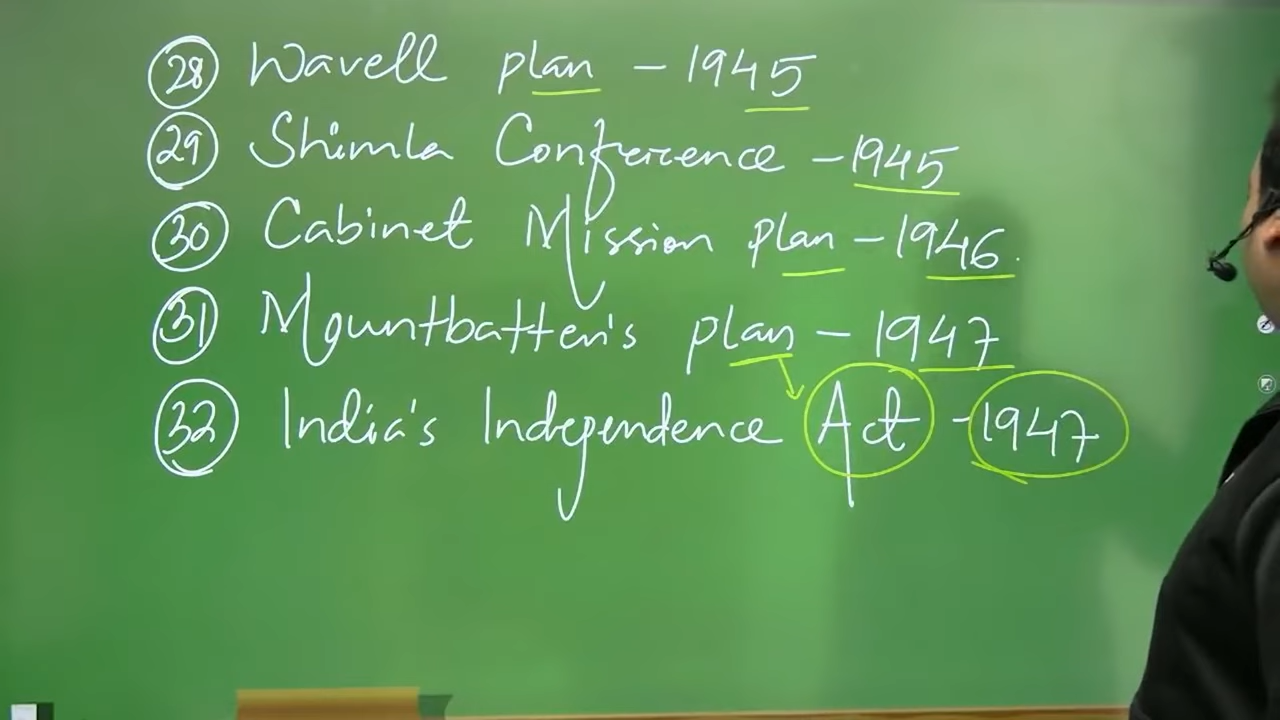 28 Wavell plan - 1945
29 Shimla Conference - 1945
30 Cabinet Mission plan - 1946.
31 Mountbatten's plan - 1947
32 India's Independence Act - 1947